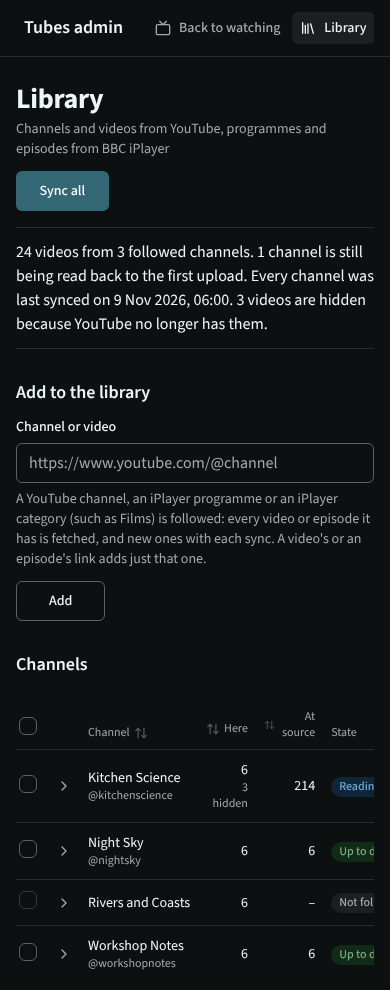 Tubes admin
Back to watching
Library
Library
Channels and videos from YouTube, programmes and
episodes from BBC iPlayer
Sync all
24 videos from 3 followed channels. 1 channel is still
being read back to the first upload. Every channel was
last synced on 9 Nov 2026, 06:00. 3 videos are hidden
because YouTube no longer has them.
Add to the library
Channel or video
https://www.youtube.com/@channel
A YouTube channel, an iPlayer programme or an iPlayer
category (such as Films) is followed: every video or episode it
has is fetched, and new ones with each sync. A video's or an
episode's link adds just that one.
Add
Channels
Channel Here At source State
Kitchen Science 6 214 Readin
@kitchenscience 3 hidden
Night Sky 6 6 Up to d
@nightsky
Rivers and Coasts 6 – Not fol
Workshop Notes 6 6 Up to d
@workshopnotes